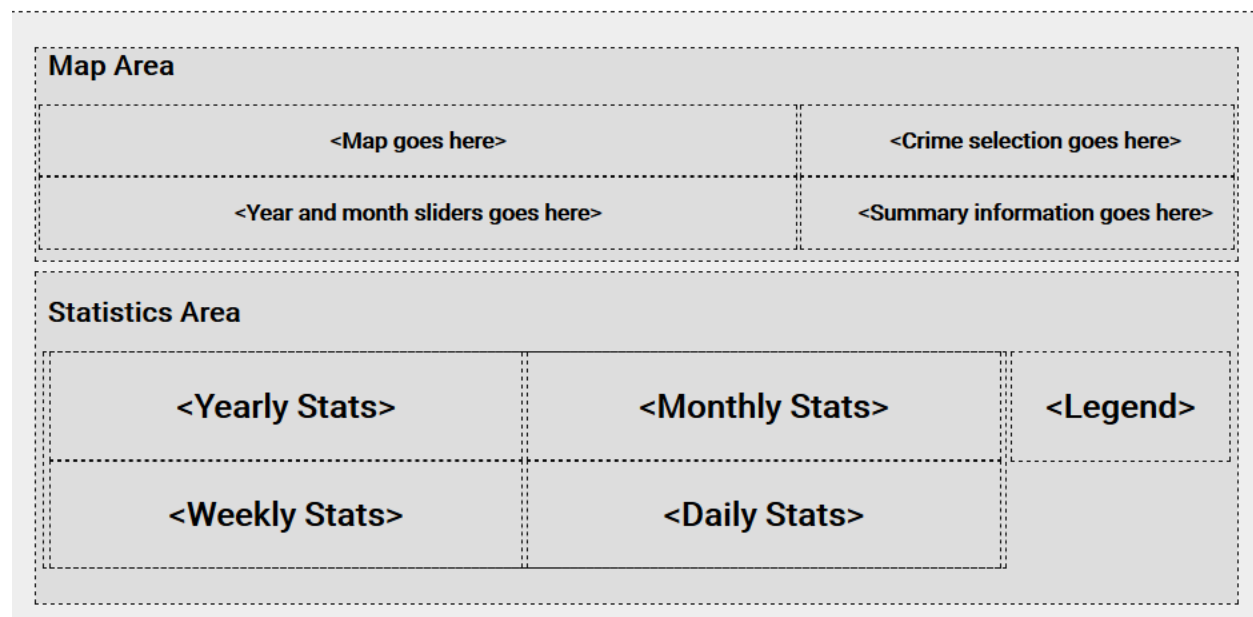 Map Area
<Map goes here>
<Crime selection goes here>
<Year and month sliders goes here>
<Summary information goes here>
Statistics Area
<Yearly Stats>
<Monthly Stats>
<Legend>
<Weekly Stats>
<Daily Stats>